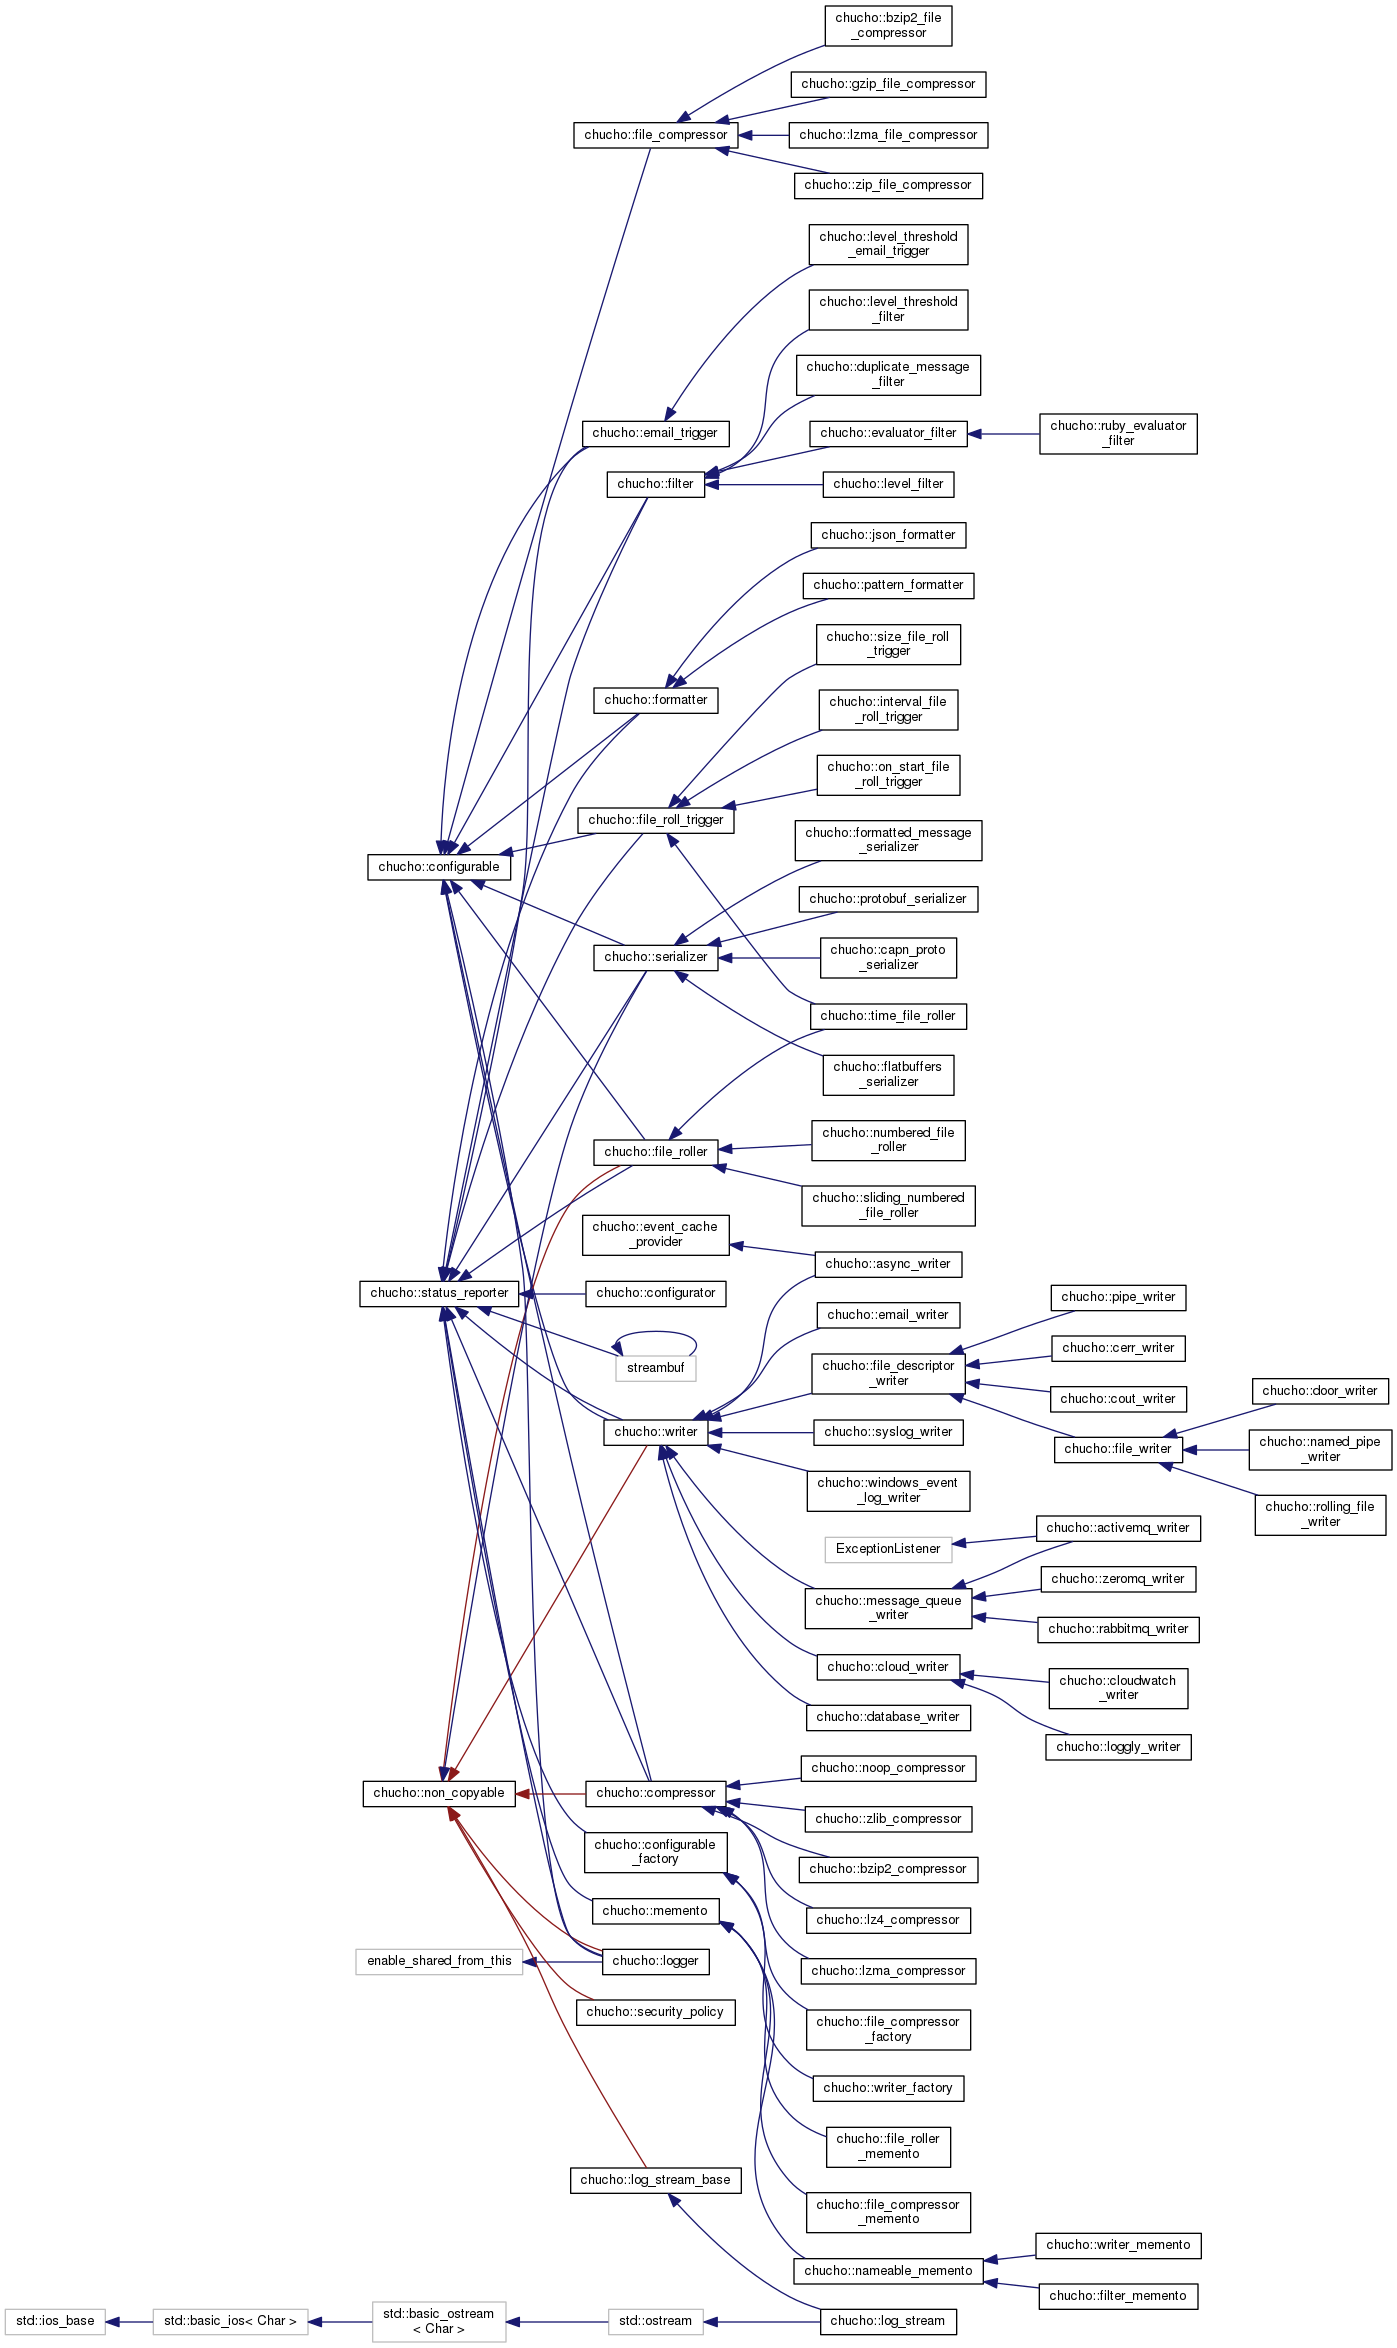 chucho::bzip2_file
_compressor
chucho::gzip_file_compressor
chucho::file_compressor
chucho::lzma_file_compressor
chucho::zip_file_compressor
chucho::level_threshold
_email_trigger
chucho::level_threshold
_filter
chucho::duplicate_message
_filter
chucho::email_trigger
chucho::evaluator_filter
chucho::ruby_evaluator
_filter
chucho::filter
chucho::level_filter
chucho::json_formatter
chucho::pattern_formatter
chucho::size_file_roll
_trigger
chucho::formatter
chucho::interval_file
_roll_trigger
chucho::on_start_file
_roll_trigger
chucho::file_roll_trigger
chucho::formatted_message
_serializer
chucho::configurable
chucho::protobuf_serializer
chucho::serializer
chucho::capn_proto
_serializer
chucho::time_file_roller
chucho::flatbuffers
_serializer
chucho::numbered_file
_roller
chucho::file_roller
chucho::sliding_numbered
_file_roller
chucho::event_cache
_provider
chucho::async_writer
chucho::status_reporter
chucho::configurator
chucho::pipe_writer
chucho::email_writer
chucho::cerr_writer
streambuf
chucho::file_descriptor
_writer
chucho::cout_writer
chucho::door_writer
chucho::writer
chucho::syslog_writer
chucho::file_writer
chucho::named_pipe
_writer
chucho::windows_event
_log_writer
chucho::rolling_file
_writer
ExceptionListener
chucho::activemq_writer
chucho::zeromq_writer
chucho::message_queue
_writer
chucho::rabbitmq_writer
chucho::cloud_writer
chucho::cloudwatch
_writer
chucho::database_writer
chucho::loggly_writer
chucho::noop_compressor
chucho::non_copyable
chucho::compressor
chucho::zlib_compressor
chucho::configurable
_factory
chucho::bzip2_compressor
chucho::memento
chucho::lz4_compressor
enable_shared_from_this
chucho::logger
chucho::lzma_compressor
chucho::security_policy
chucho::file_compressor
_factory
chucho::writer_factory
chucho::file_roller
_memento
chucho::log_stream_base
chucho::file_compressor
_memento
chucho::writer_memento
chucho::nameable_memento
chucho::filter_memento
std::ios_base
std::basic_ios< Char >
std::basic_ostream
< Char >
std::ostream
chucho::log_stream